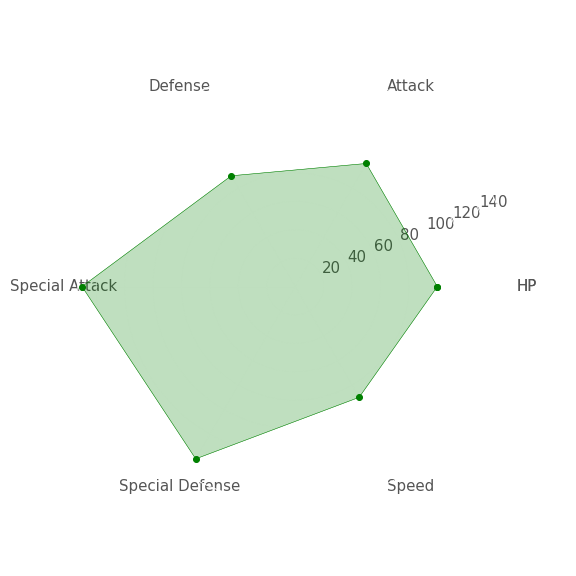 Defense
Attack
140
120
100
80
60
40
20
Special Attack
HP
Special Defense
Speed